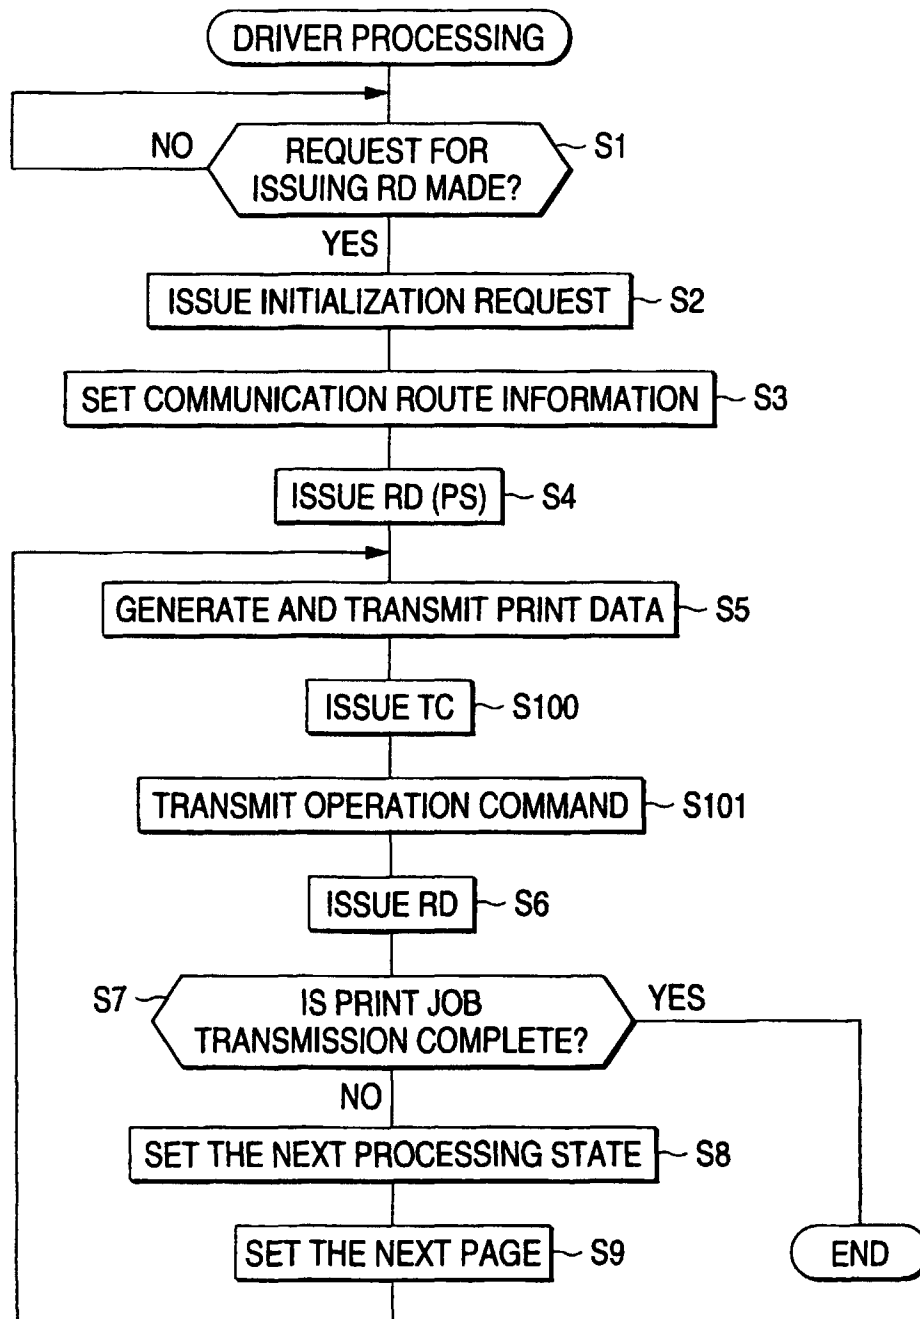 DRIVER PROCESSING
NO
REQUEST FOR
ISSUING RD MADE?
S1
YES
ISSUE INITIALIZATION REQUEST
S2
SET COMMUNICATION ROUTE INFORMATION
S3
ISSUE RD (PS)
S4
GENERATE AND TRANSMIT PRINT DATA
S5
ISSUE TC
S100
TRANSMIT OPERATION COMMAND
S101
ISSUE RD
S6
S7
IS PRINT JOB
TRANSMISSION COMPLETE?
YES
NO
SET THE NEXT PROCESSING STATE
S8
SET THE NEXT PAGE
S9
END